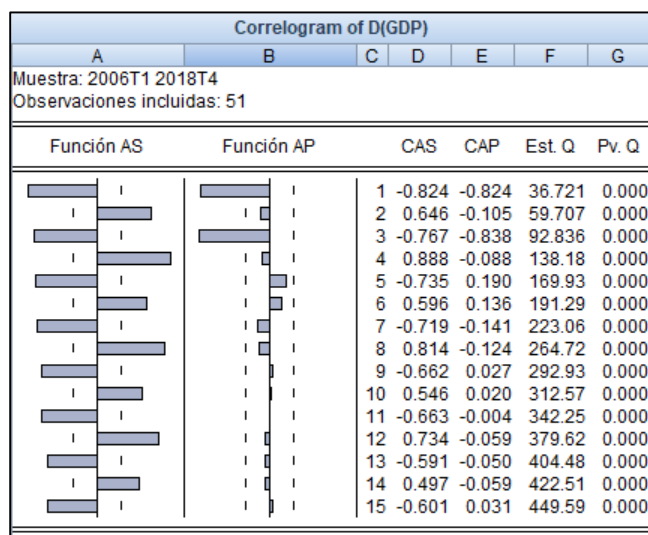 Correlogram of D(GDP)
A B C D E F G
Muestra: 2006T1 2018T4
Observaciones incluidas: 51
Función AS Función AP CAS CAP Est. Q Pv. Q
1 -0.824 -0.824 36.721 0.000
2 0.646 -0.105 59.707 0.000
3 -0.767 -0.838 92.836 0.000
4 0.888 -0.088 138.18 0.000
5 -0.735 0.190 169.93 0.000
6 0.596 0.136 191.29 0.000
7 -0.719 -0.141 223.06 0.000
8 0.814 -0.124 264.72 0.000
9 -0.662 0.027 292.93 0.000
10 0.546 0.020 312.57 0.000
11 -0.663 -0.004 342.25 0.000
12 0.734 -0.059 379.62 0.000
13 -0.591 -0.050 404.48 0.000
14 0.497 -0.059 422.51 0.000
15 -0.601 0.031 449.59 0.000